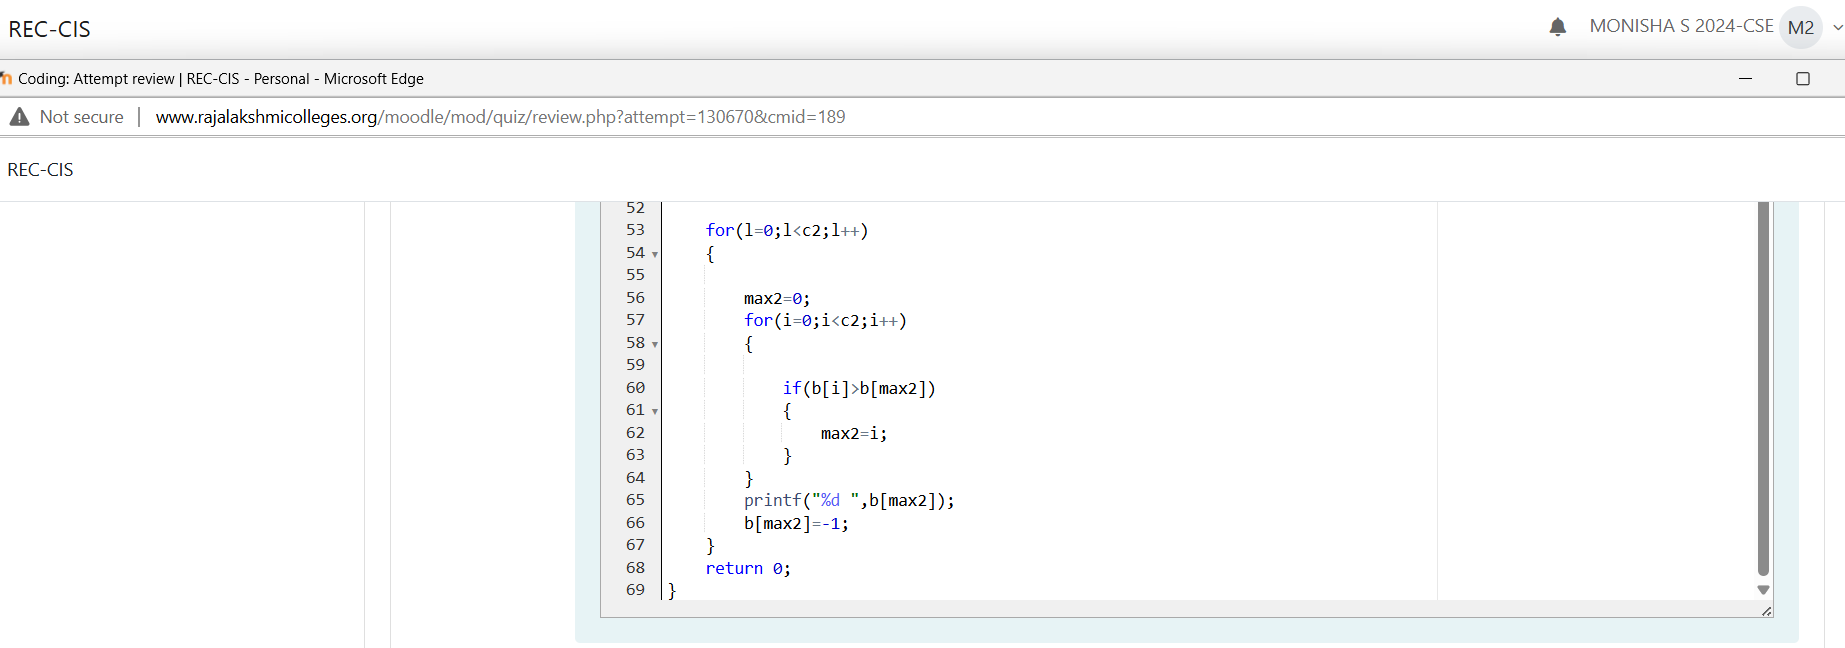 REC-CIS
MONISHA S 2024-CSE M2
Coding: Attempt review | REC-CIS - Personal - Microsoft Edge
Not secure | www.rajalakshmicolleges.org/moodle/mod/quiz/review.php?attempt=130670&cmid=189
REC-CIS
52
53 for(l=0;l<c2;l++)
54 {
55
56 max2=0;
57 for(i=0;i<c2;i++)
58 {
59
60 if(b[i]>b[max2])
61 {
62 max2=i;
63 }
64 }
65 printf("%d ",b[max2]);
66 b[max2]=-1;
67 }
68 return 0;
69 }